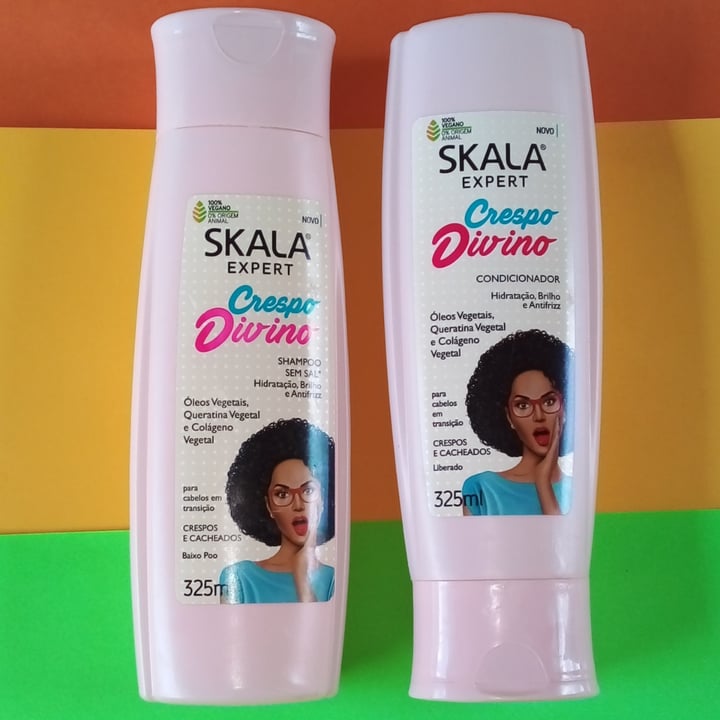 100%
VEGANO
0% ORIGEM
ANIMAL
NOVO
SKALA®
EXPERT
Crespo
Divino
SHAMPOO
SEM SAL*
Hidratação, Brilho
e Antifrizz
Óleos Vegetais,
Queratina Vegetal
e Colágeno
Vegetal
para
cabelos em
transição
CRESPOS
E CACHEADOS
Baixo Poo
325m
100%
VEGANO
0% ORIGEM
ANIMAL
NOVO
SKALA®
EXPERT
Crespo
Divino
CONDICIONADOR
Hidratação, Brilho
e Antifrizz
Óleos Vegetais,
Queratina Vegetal
e Colágeno
Vegetal
para
cabelos em
transição
CRESPOS
E CACHEADOS
Liberado
325ml